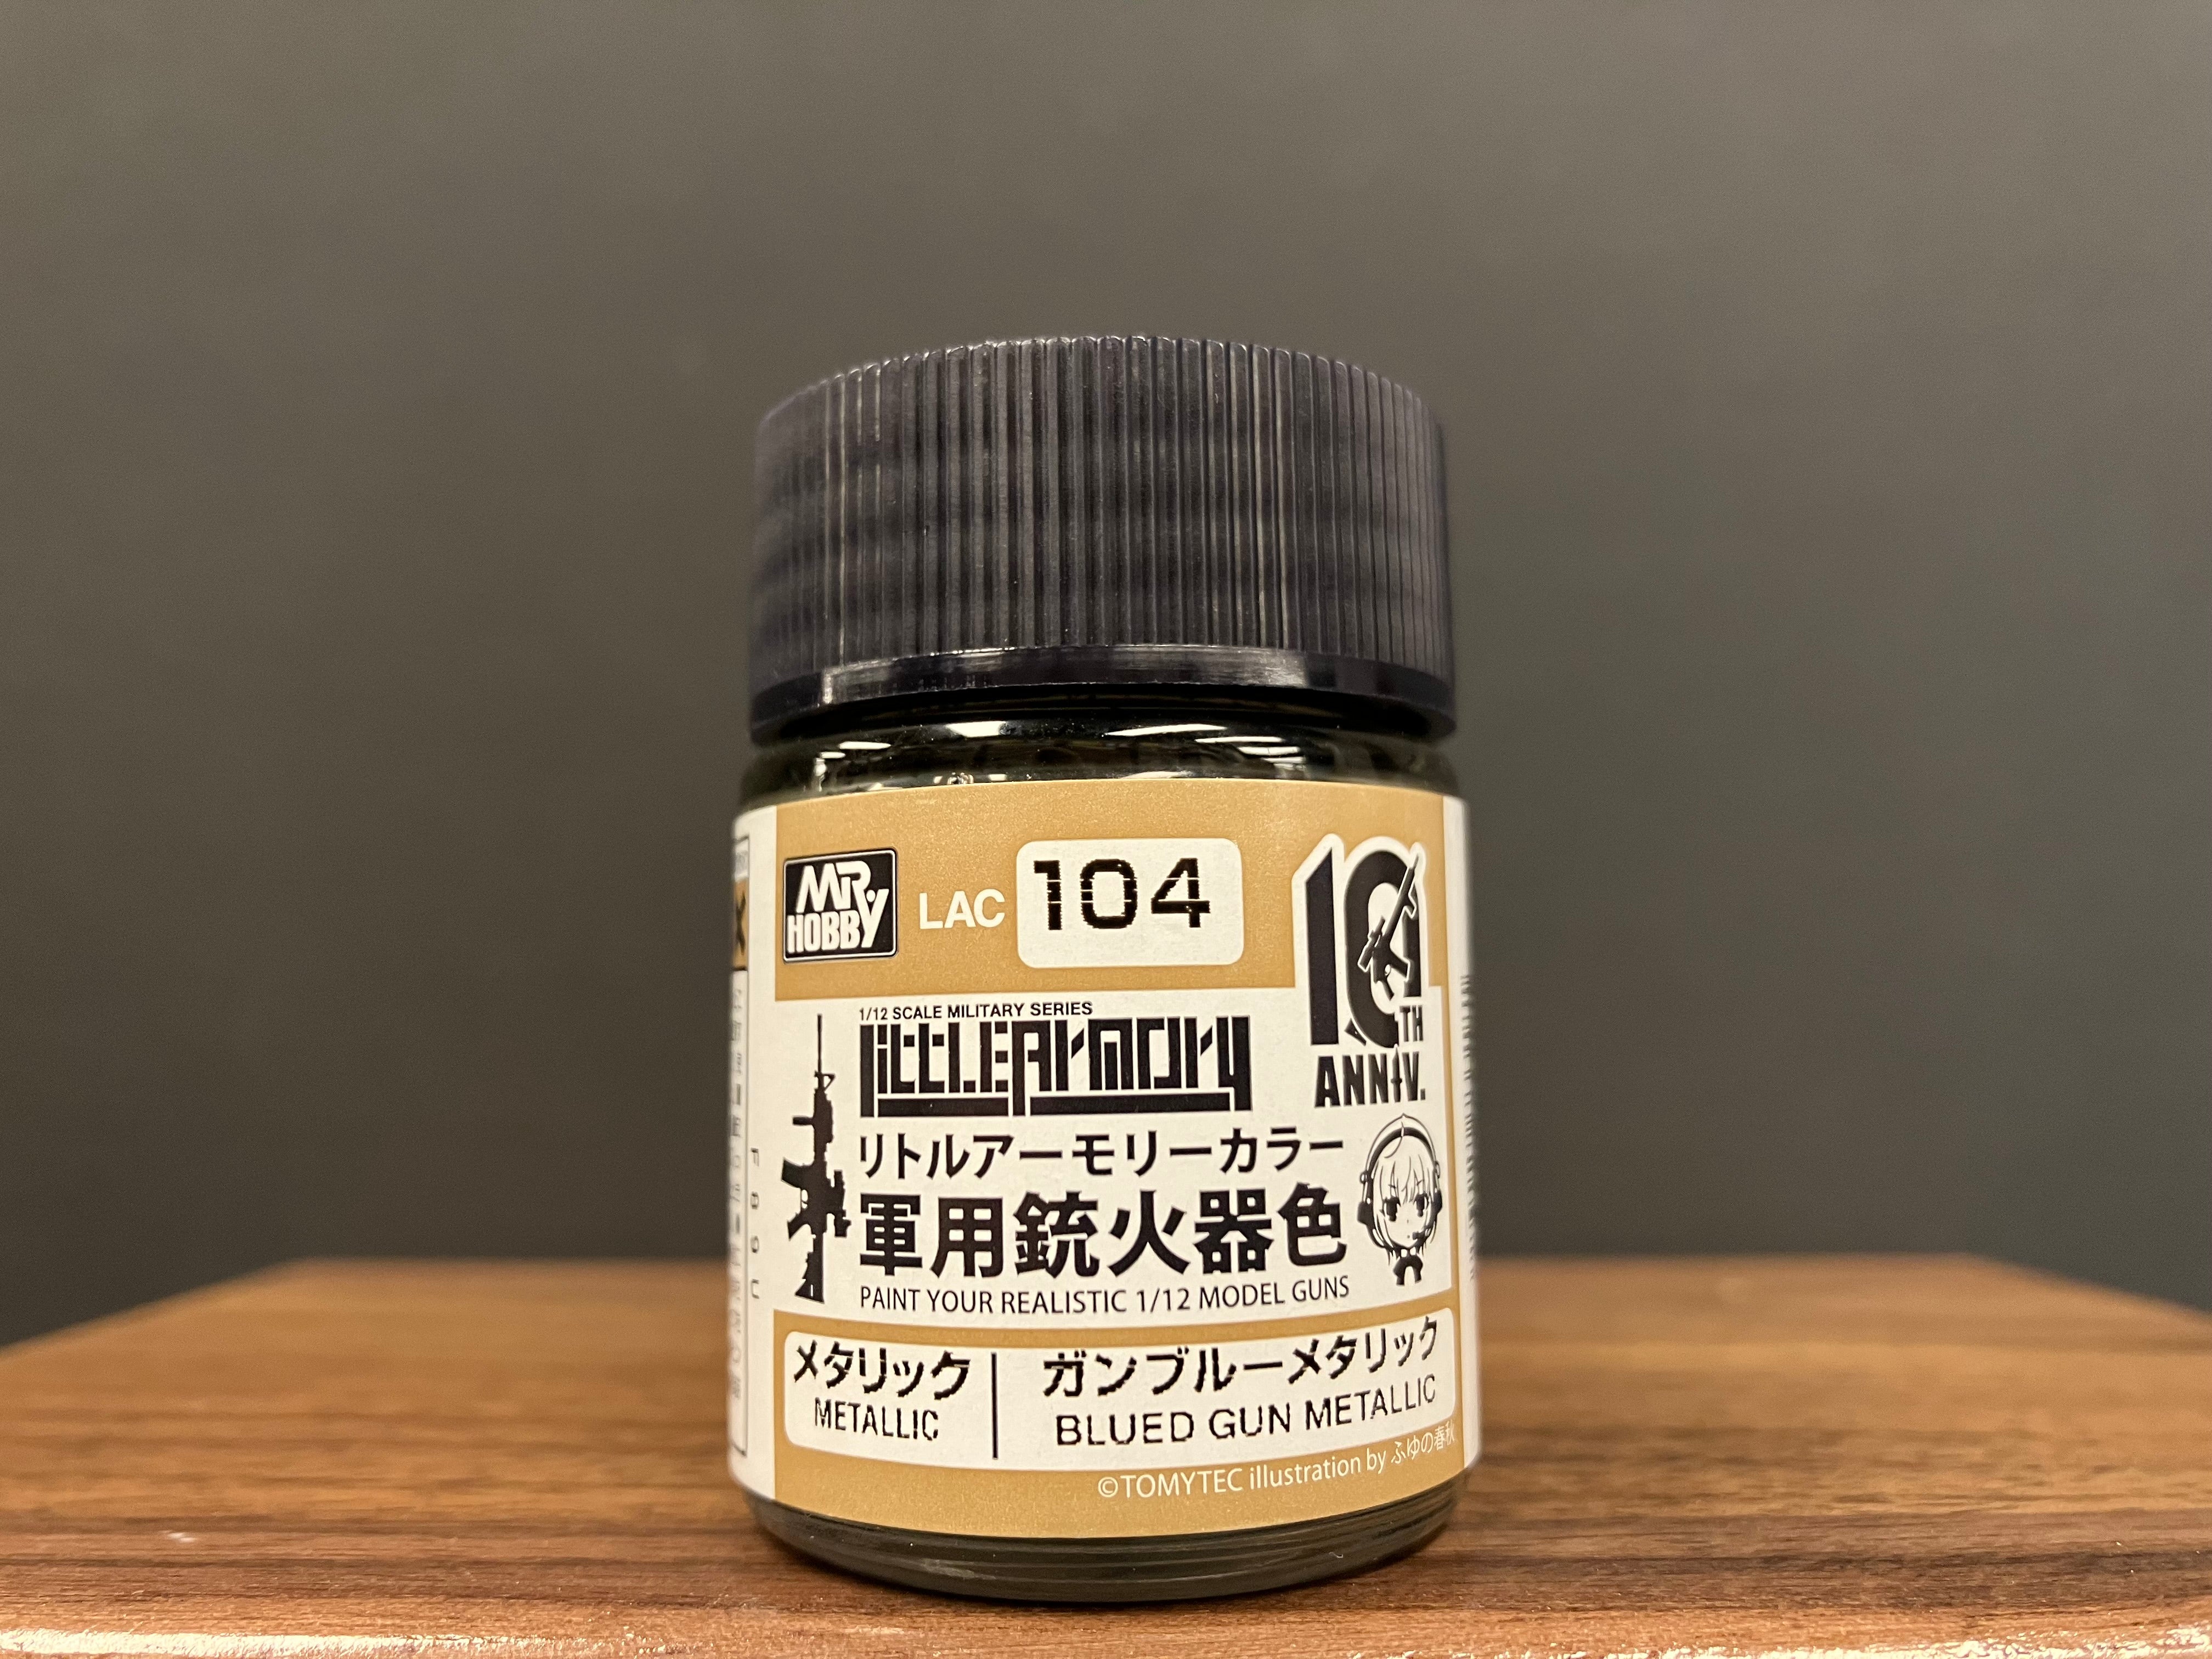 MR. HOBBY
LAC 104
10TH
ANNIV.
1/12 SCALE MILITARY SERIES
LittLEArmory
リトルアーモリーカラー
軍用銃火器色
PAINT YOUR REALISTIC 1/12 MODEL GUNS
メタリック
METALLIC
ガンブルーメタリック
BLUED GUN METALLIC
©TOMYTEC illustration by ふゆの春秋